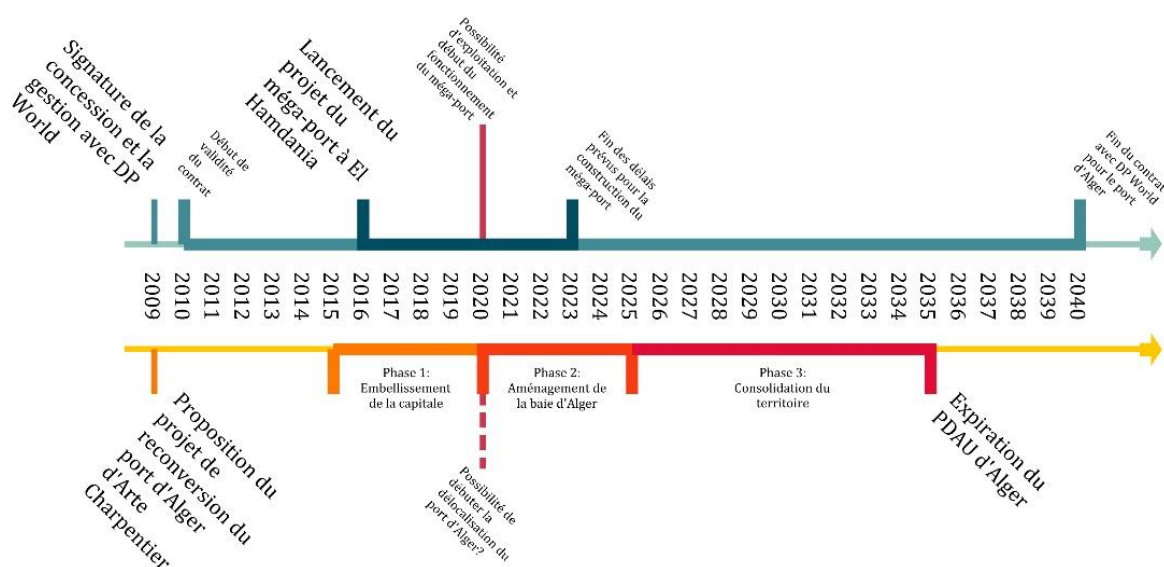 Signature de la
concession et la
gestion avec DP
World
Début de
validité
du
contrat
Lancement du
projet du
méga-port à El
Hamdania
Possibilité
d'exploitation et
début du
fonctionnement
du méga-port
Fin des délais
prévus pour la
construction du
méga-port
Fin du contrat
avec DP World
pour le port
d'Alger
2009
2010
2011
2012
2013
2014
2015
2016
2017
2018
2019
2020
2021
2022
2023
2024
2025
2026
2027
2028
2029
2030
2031
2032
2033
2034
2035
2036
2037
2038
2039
2040
Phase 1:
Embellissement
de la capitale
Phase 2:
Aménagement de
la baie d'Alger
Phase 3:
Consolidation du
territoire
Proposition du
projet de
reconversion du
port d'Alger
d'Arte
Charpentier
Possibilité de
débuter la
délocalisation du
port d'Alger?
Expiration du
PDAU d'Alger